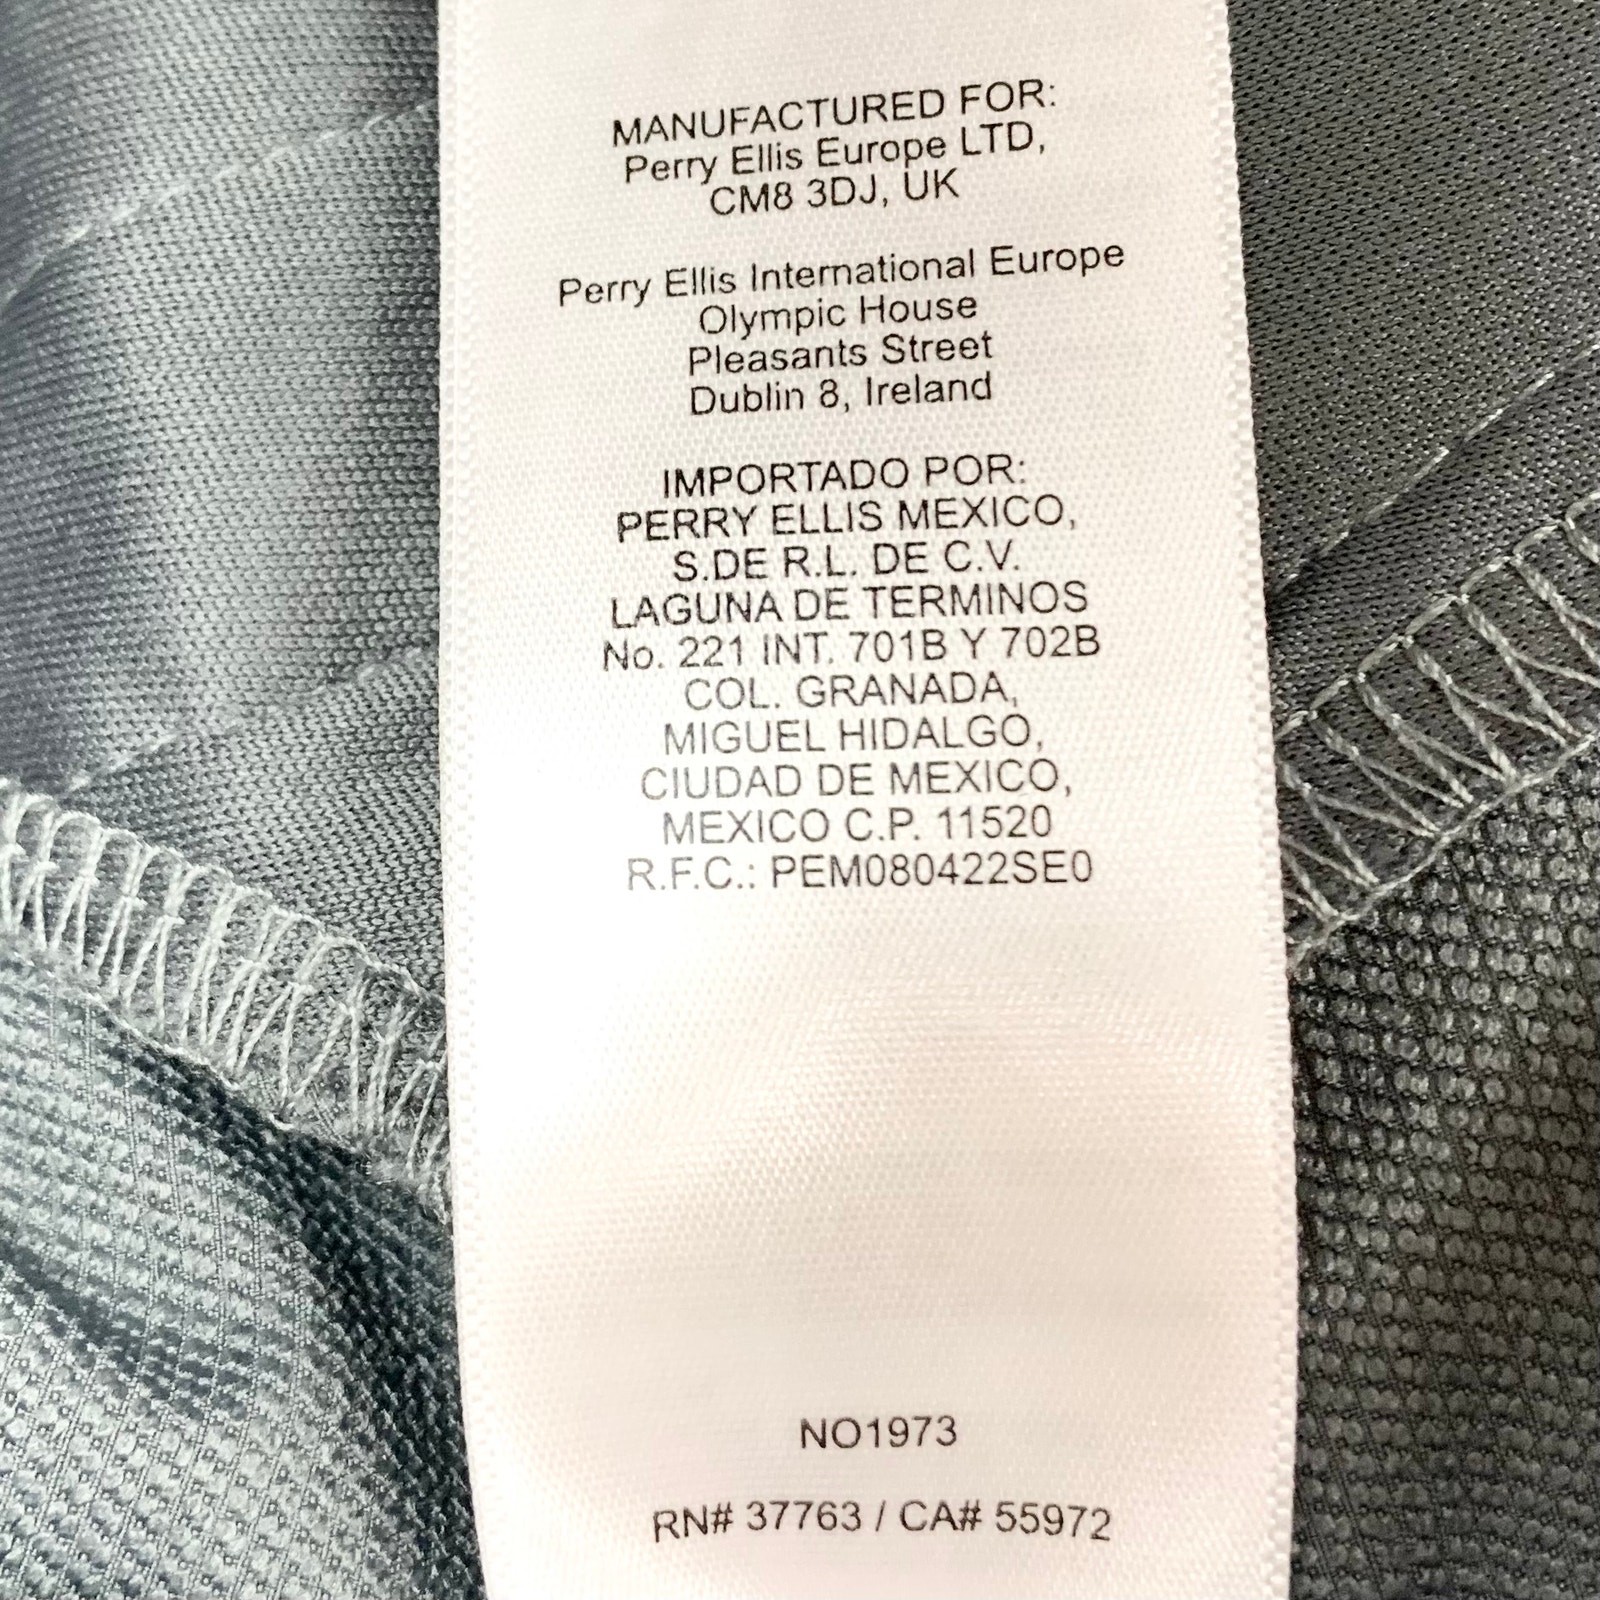 MANUFACTURED FOR:
Perry Ellis Europe LTD,
CM8 3DJ, UK
Perry Ellis International Europe
Olympic House
Pleasants Street
Dublin 8, Ireland
IMPORTADO POR:
PERRY ELLIS MEXICO,
S.DE R.L. DE C.V.
LAGUNA DE TERMINOS
No. 221 INT. 701B Y 702B
COL. GRANADA,
MIGUEL HIDALGO,
CIUDAD DE MEXICO,
MEXICO C.P. 11520
R.F.C.: PEM080422SE0
NO1973
RN# 37763 / CA# 55972